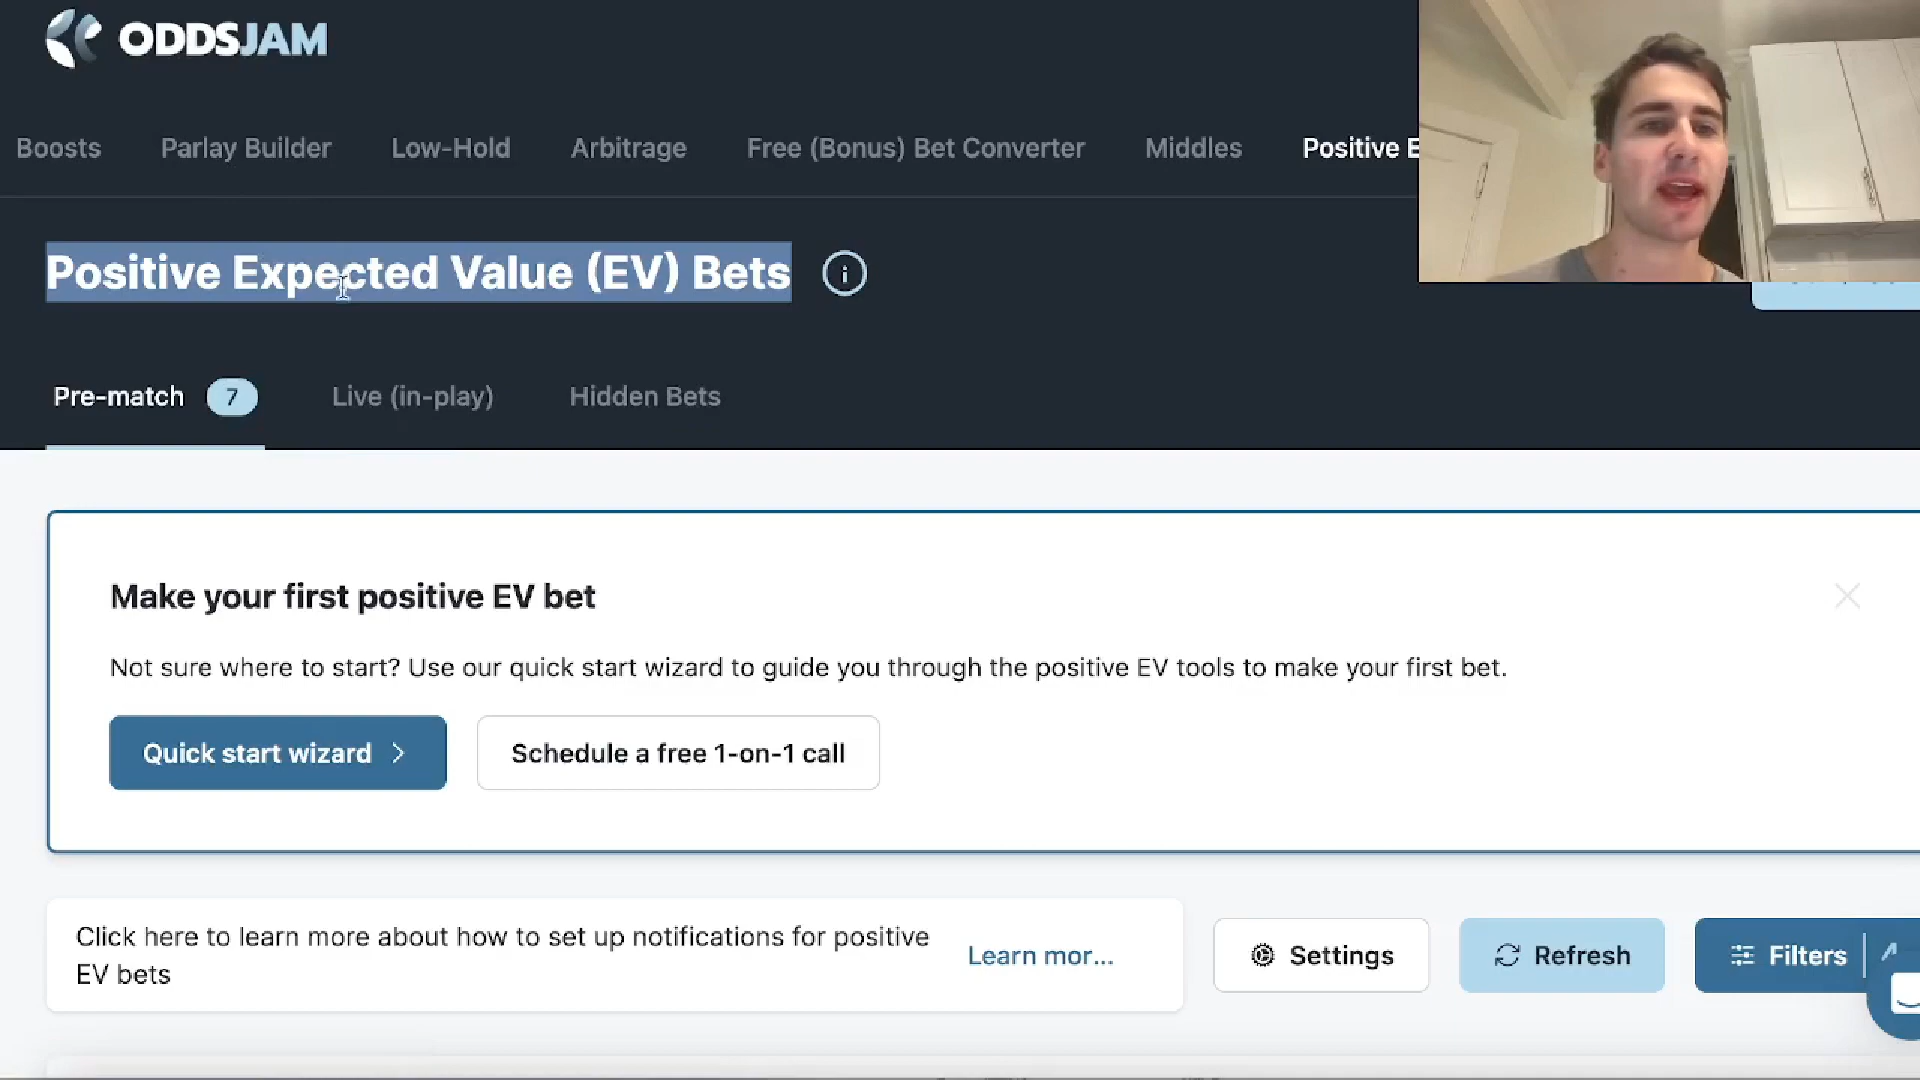 ODDSJAM
Boosts Parlay Builder Low-Hold Arbitrage Free (Bonus) Bet Converter Middles Positive E
Positive Expected Value (EV) Bets
Pre-match 7 Live (in-play) Hidden Bets
Make your first positive EV bet
Not sure where to start? Use our quick start wizard to guide you through the positive EV tools to make your first bet.
Quick start wizard Schedule a free 1-on-1 call
Click here to learn more about how to set up notifications for positive
EV bets
Learn mor... Settings Refresh Filters